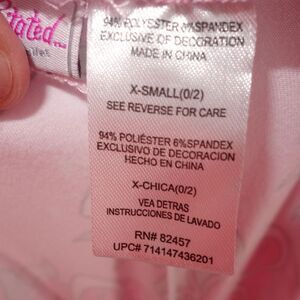 94% POLYESTER 6%SPANDEX
EXCLUSIVE OF DECORATION
MADE IN CHINA
X-SMALL(0/2)
SEE REVERSE FOR CARE
94% POLIÉSTER 6%SPANDEX
EXCLUSIVO DE DECORACION
HECHO EN CHINA
X-CHICA(0/2)
VEA DETRAS
INSTRUCCIONES DE LAVADO
RN# 82457
UPC# 714147436201